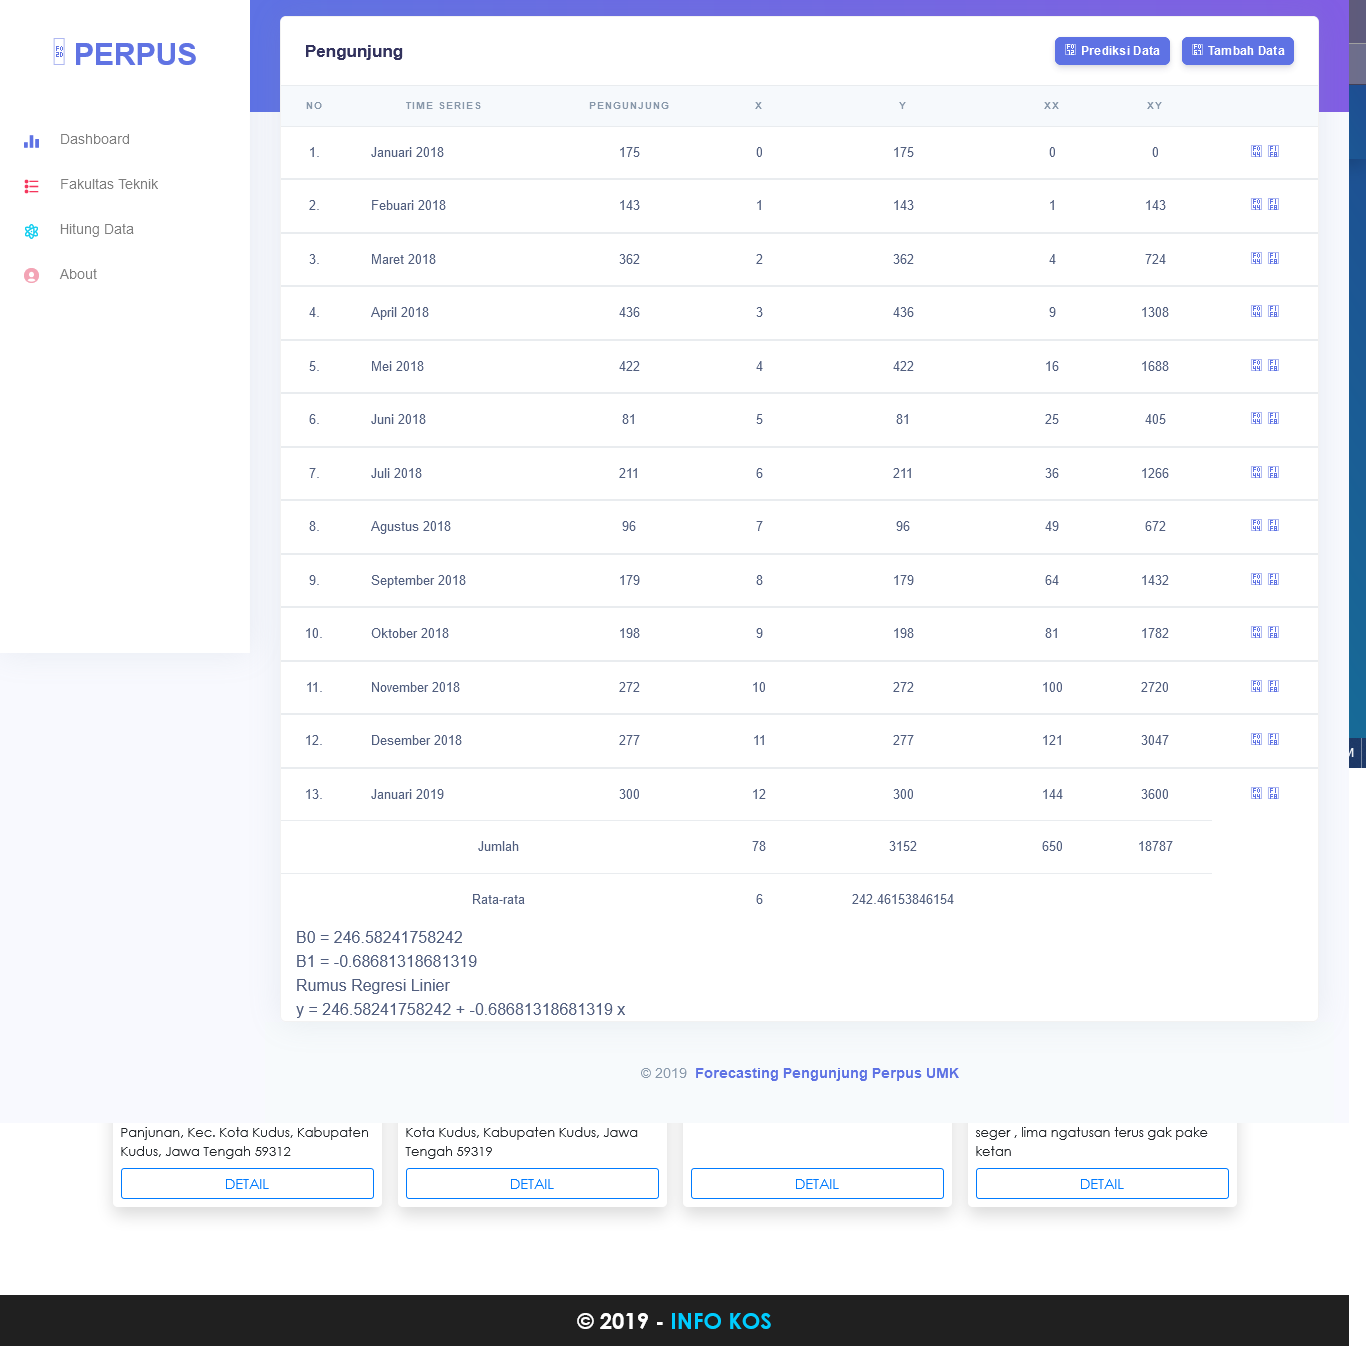 PERPUS
Dashboard
Fakultas Teknik
Hitung Data
About
Pengunjung
Prediksi Data
Tambah Data
NO TIME SERIES PENGUNJUNG X Y XX XY
1. Januari 2018 175 0 175 0 0
2. Febuari 2018 143 1 143 1 143
3. Maret 2018 362 2 362 4 724
4. April 2018 436 3 436 9 1308
5. Mei 2018 422 4 422 16 1688
6. Juni 2018 81 5 81 25 405
7. Juli 2018 211 6 211 36 1266
8. Agustus 2018 96 7 96 49 672
9. September 2018 179 8 179 64 1432
10. Oktober 2018 198 9 198 81 1782
11. November 2018 272 10 272 100 2720
12. Desember 2018 277 11 277 121 3047
13. Januari 2019 300 12 300 144 3600
Jumlah 78 3152 650 18787
Rata-rata 6 242.46153846154
B0 = 246.58241758242
B1 = -0.68681318681319
Rumus Regresi Linier
y = 246.58241758242 + -0.68681318681319 x
© 2019 Forecasting Pengunjung Perpus UMK
Panjunan, Kec. Kota Kudus, Kabupaten
Kudus, Jawa Tengah 59312
DETAIL
Kota Kudus, Kabupaten Kudus, Jawa
Tengah 59319
DETAIL
DETAIL
seger , lima ngatusan terus gak pake
ketan
DETAIL
© 2019 - INFO KOS